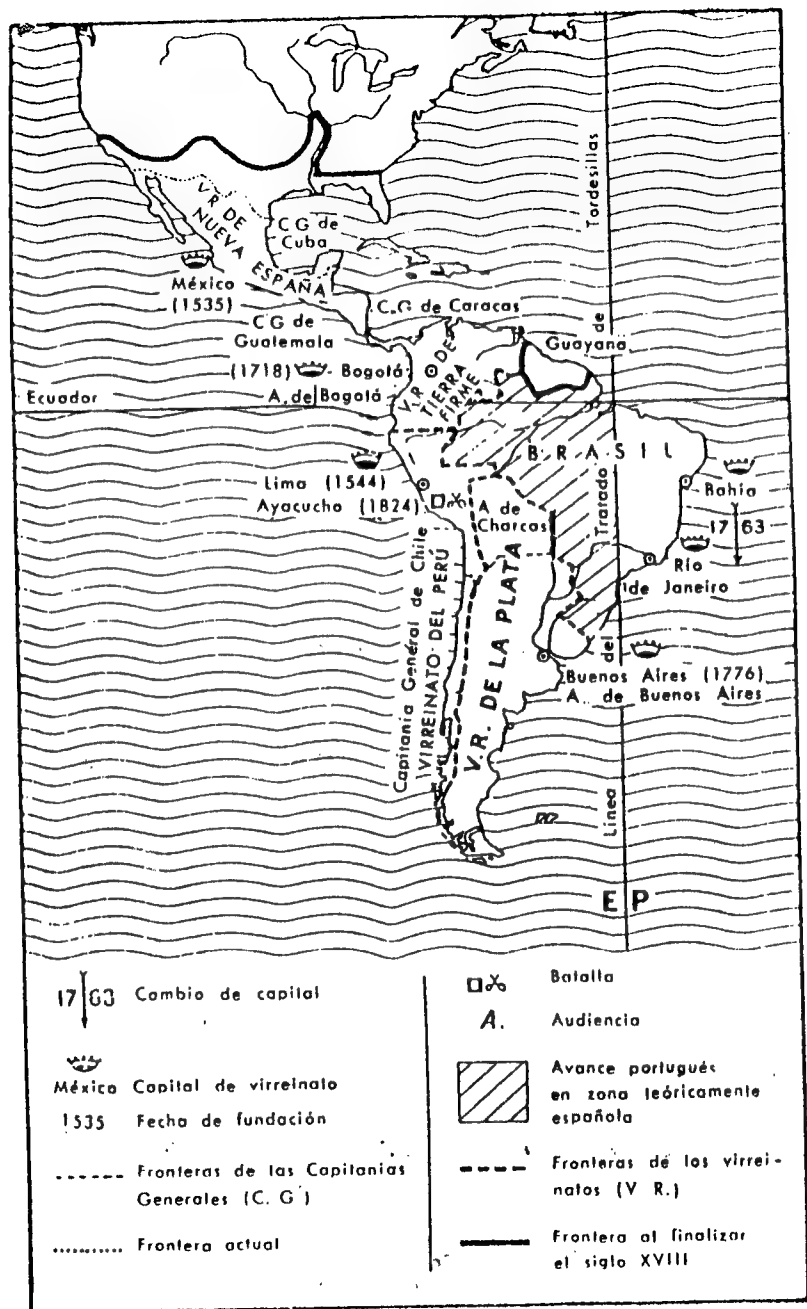 Tordesillas
V.R. DE
NUEVA ESPAÑA
C G de
Cuba
México
(1535)
C.G de Caracas
C G de
Guatemala
de
Guayana
(1718)
Bogotá
A. de Bogotá
V.R. DE
TIERRA
FIRME
Ecuador
BRASIL
Lima (1544)
Ayacucho (1824)
A de
Charcas
Tratado
Bahía
17 63
Río
de Janeiro
Capitanía General de Chile
VIRREINATO DEL PERÚ
V.R. DE LA PLATA
del
Buenos Aires (1776)
A. de Buenos Aires
Línea
E P
17 63 Cambio de capital
México Capital de virreinato
1535 Fecha de fundación
Fronteras de las Capitanías
Generales (C. G )
Frontera actual
Batalla
A. Audiencia
Avance portugués
en zona teóricamente
española
Fronteras de los virrei-
natos (V R.)
Frontera al finalizar
el siglo XVIII